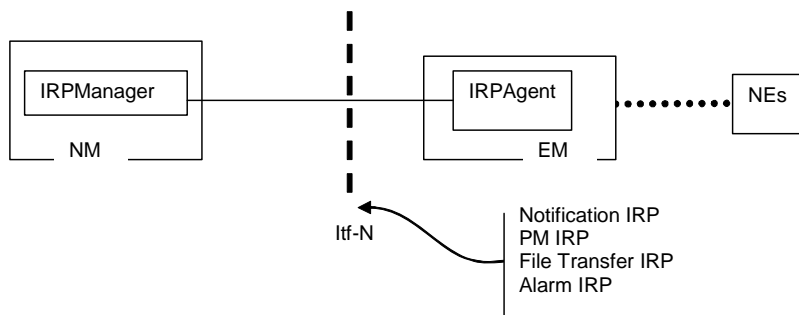 IRPManager
IRPAgent
NEs
NM
EM
Itf-N
Notification IRP
PM IRP
File Transfer IRP
Alarm IRP